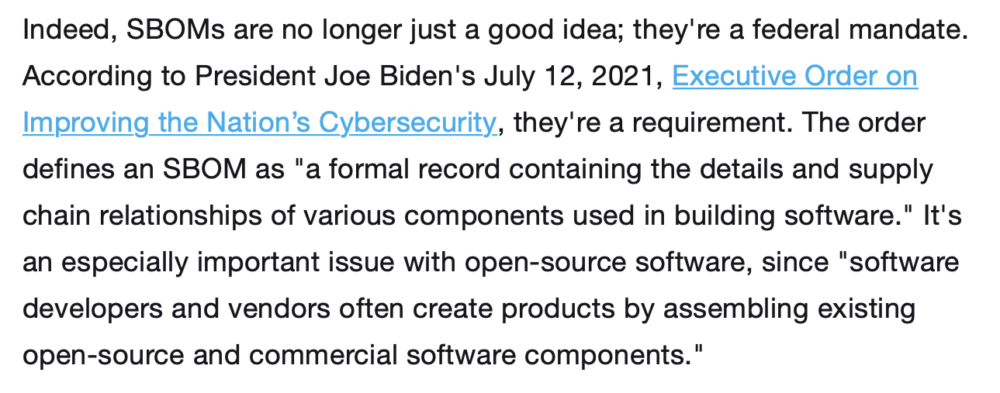 Indeed, SBOMs are no longer just a good idea; they're a federal mandate.
According to President Joe Biden's July 12, 2021, Executive Order on
Improving the Nation’s Cybersecurity, they're a requirement. The order
defines an SBOM as "a formal record containing the details and supply
chain relationships of various components used in building software." It's
an especially important issue with open-source software, since "software
developers and vendors often create products by assembling existing
open-source and commercial software components."